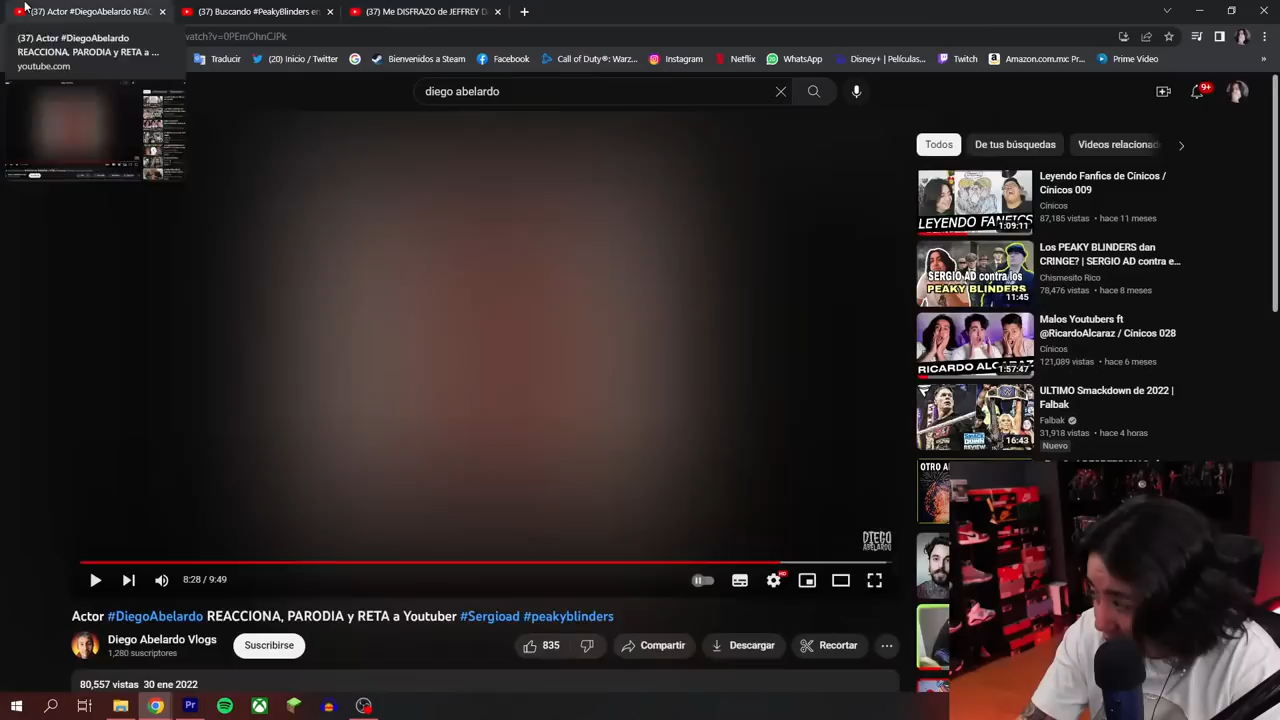 (37) Actor #DiegoAbelardo REAC
(37) Buscando #PeakyBlinders en
(37) Me DISFRAZO de JEFFREY D
(37) Actor #DiegoAbelardo
REACCIONA, PARODIA y RETA a ...
youtube.com
watch?v=0PEmOhnCJPk
Traducir
(20) Inicio / Twitter
Bienvenidos a Steam
Facebook
Call of Duty®: Warz...
Instagram
Netflix
WhatsApp
Disney+ | Películas,...
Twitch
Amazon.com.mx: Pr...
Prime Video
diego abelardo
9+
Todos
De tus búsquedas
Videos relacionad
Leyendo Fanfics de Cínicos /
Cínicos 009
Cínicos
87,185 vistas • hace 11 meses
LEYENDO FANFICS
1:09:11
Los PEAKY BLINDERS dan
CRINGE? | SERGIO AD contra e...
Chismesito Rico
78,476 vistas • hace 8 meses
SERGIO AD contra los
PEAKY BLINDERS
11:45
Malos Youtubers ft
@RicardoAlcaraz / Cínicos 028
Cínicos
121,089 vistas • hace 6 meses
RICARDO ALCARAZ
1:57:47
ULTIMO Smackdown de 2022 |
Falbak
Falbak
31,918 vistas • hace 4 horas
Nuevo
16:43
OTRO A
DIEGO
ABELARDO
8:28 / 9:49
HD
Actor #DiegoAbelardo REACCIONA, PARODIA y RETA a Youtuber #Sergioad #peakyblinders
Diego Abelardo Vlogs
1,280 suscriptores
Suscribirse
835
Compartir
Descargar
Recortar
80,557 vistas 30 ene 2022
Pr